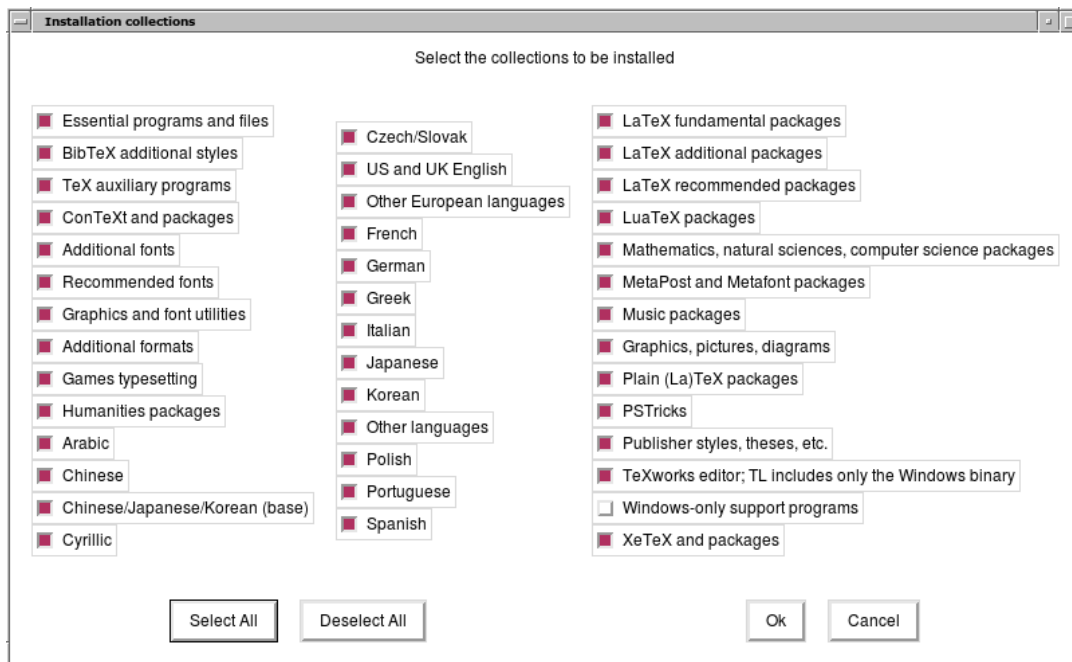 Installation collections
Select the collections to be installed
Essential programs and files
BibTeX additional styles
TeX auxiliary programs
ConTeXt and packages
Additional fonts
Recommended fonts
Graphics and font utilities
Additional formats
Games typesetting
Humanities packages
Arabic
Chinese
Chinese/Japanese/Korean (base)
Cyrillic
Czech/Slovak
US and UK English
Other European languages
French
German
Greek
Italian
Japanese
Korean
Other languages
Polish
Portuguese
Spanish
LaTeX fundamental packages
LaTeX additional packages
LaTeX recommended packages
LuaTeX packages
Mathematics, natural sciences, computer science packages
MetaPost and Metafont packages
Music packages
Graphics, pictures, diagrams
Plain (La)TeX packages
PSTricks
Publisher styles, theses, etc.
TeXworks editor; TL includes only the Windows binary
Windows-only support programs
XeTeX and packages
Select All
Deselect All
Ok
Cancel